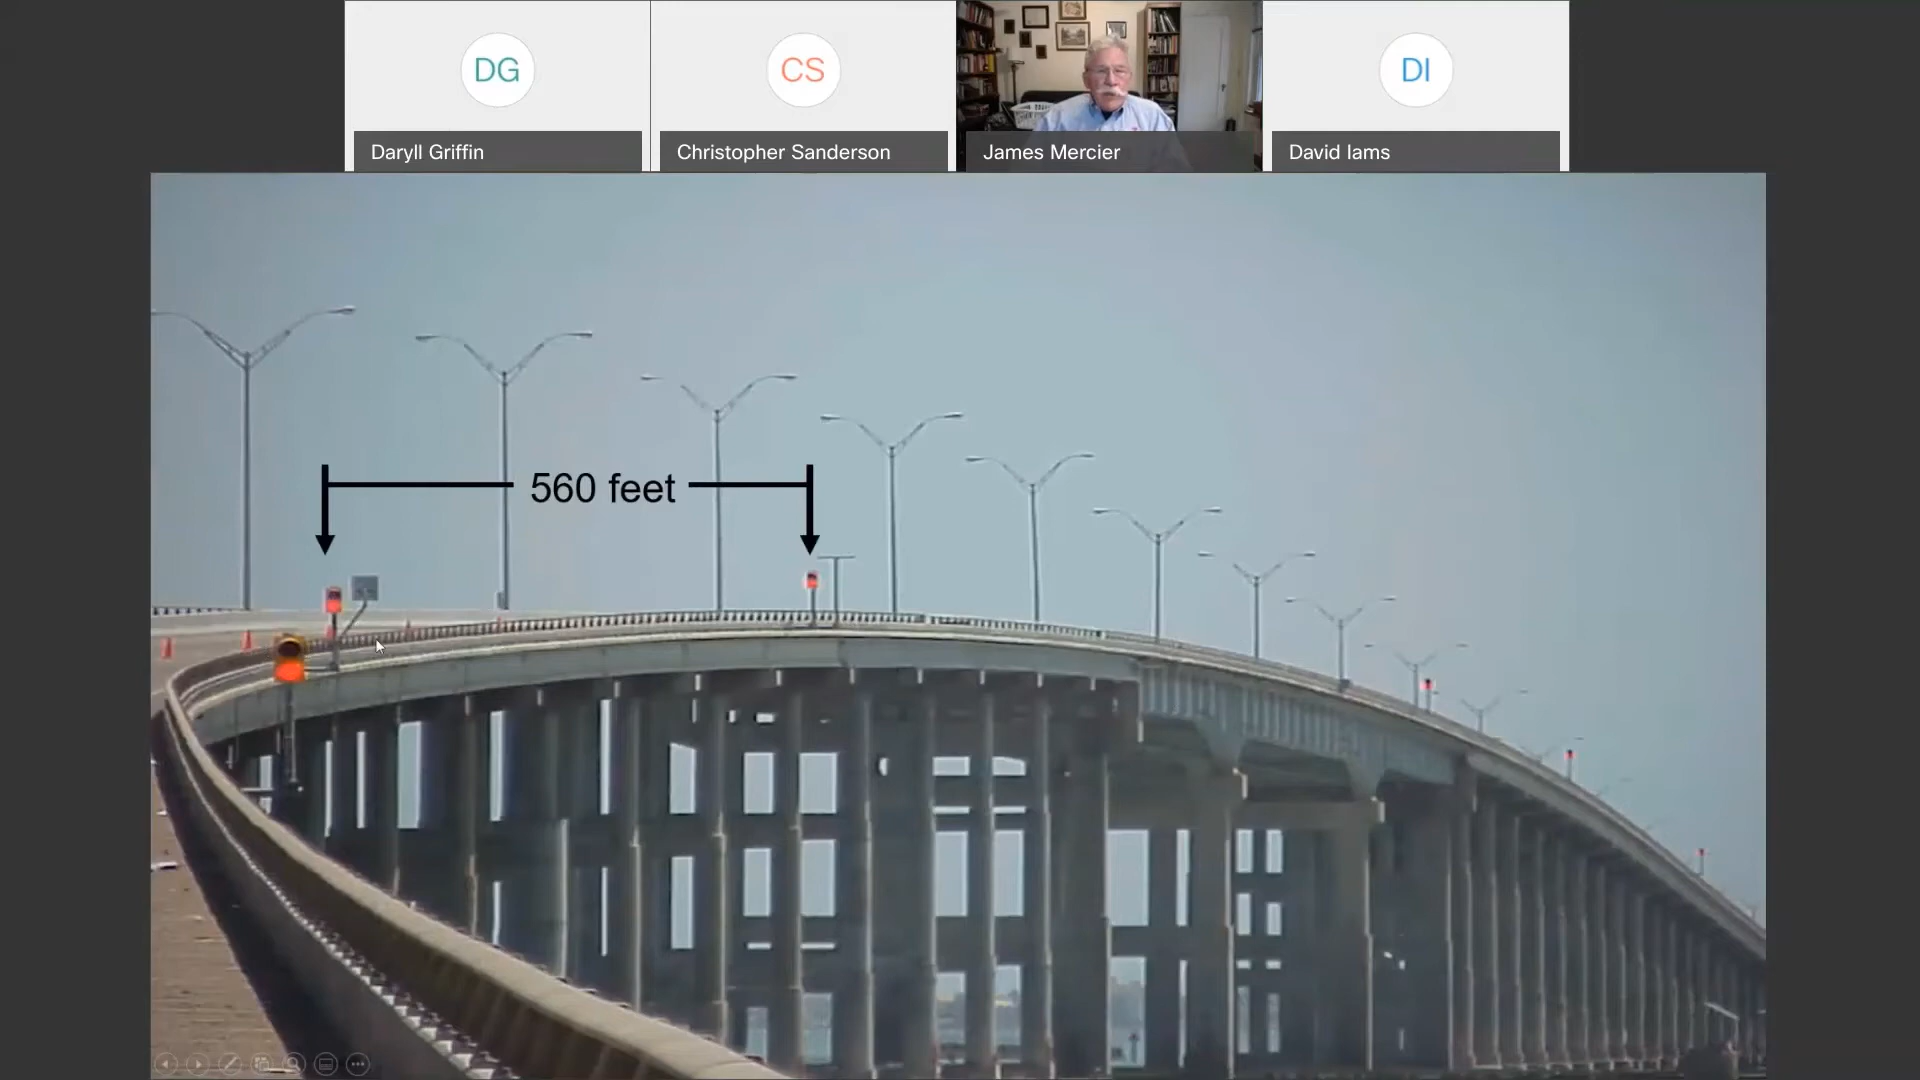 DG
CS
DI
Daryll Griffin
Christopher Sanderson
James Mercier
David Iams
560 feet